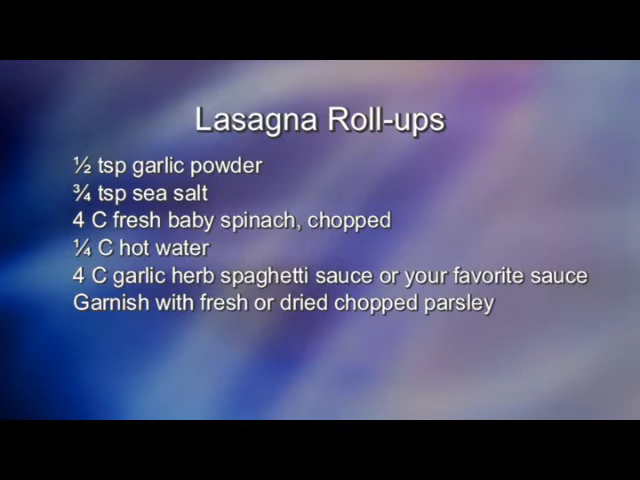 Lasagna Roll-ups
½ tsp garlic powder
¾ tsp sea salt
4 C fresh baby spinach, chopped
¼ C hot water
4 C garlic herb spaghetti sauce or your favorite sauce
Garnish with fresh or dried chopped parsley